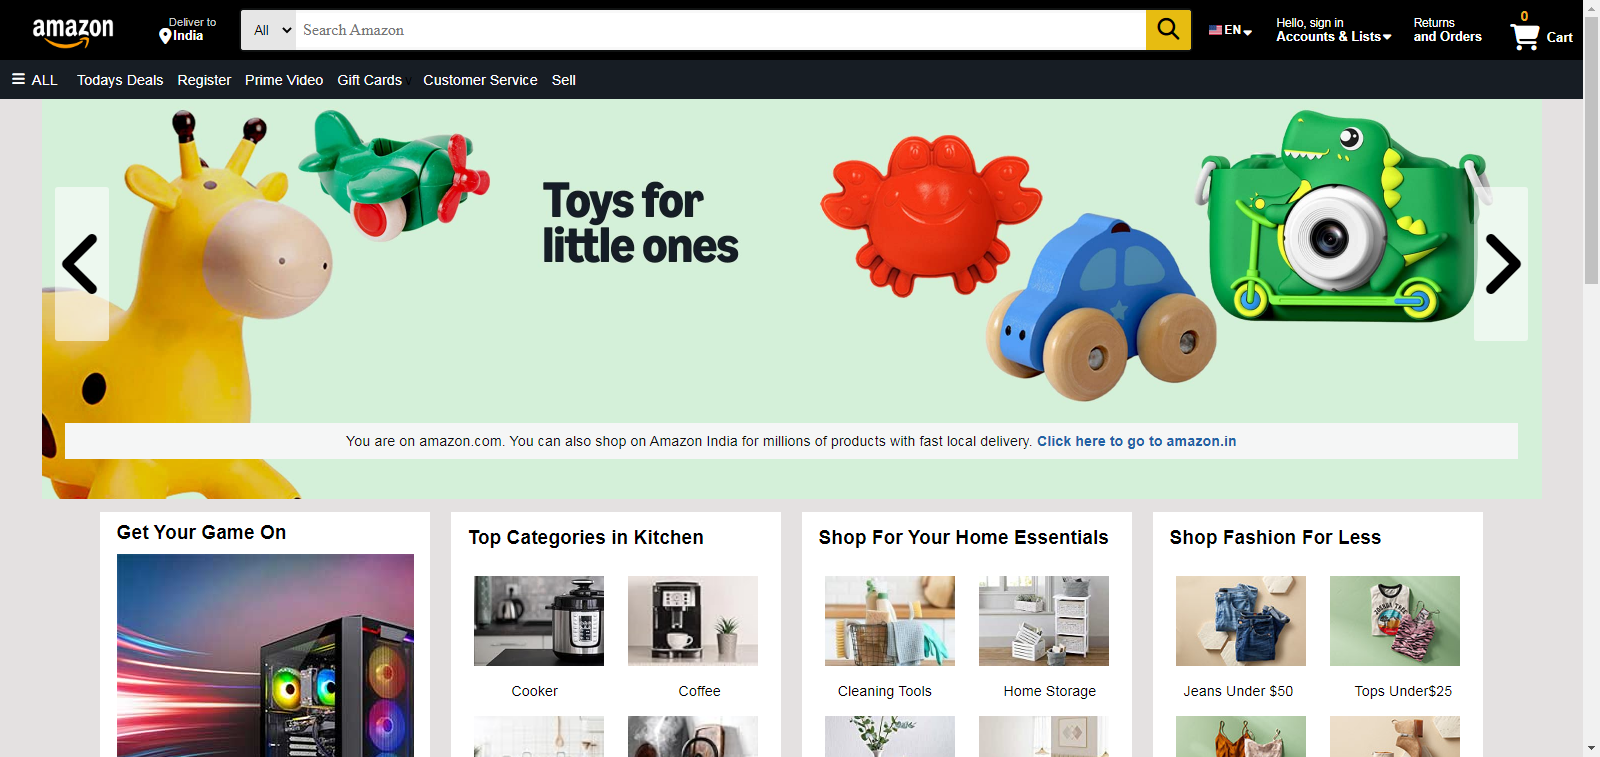 amazon
Deliver to
India
All
Search Amazon
EN
Hello, sign in
Accounts & Lists
Returns
and Orders
0
Cart
ALL
Todays Deals
Register
Prime Video
Gift Cards
Customer Service
Sell
Toys for
little ones
You are on amazon.com. You can also shop on Amazon India for millions of products with fast local delivery. Click here to go to amazon.in
Get Your Game On
Top Categories in Kitchen
Shop For Your Home Essentials
Shop Fashion For Less
Cooker
Coffee
Cleaning Tools
Home Storage
Jeans Under $50
Tops Under$25